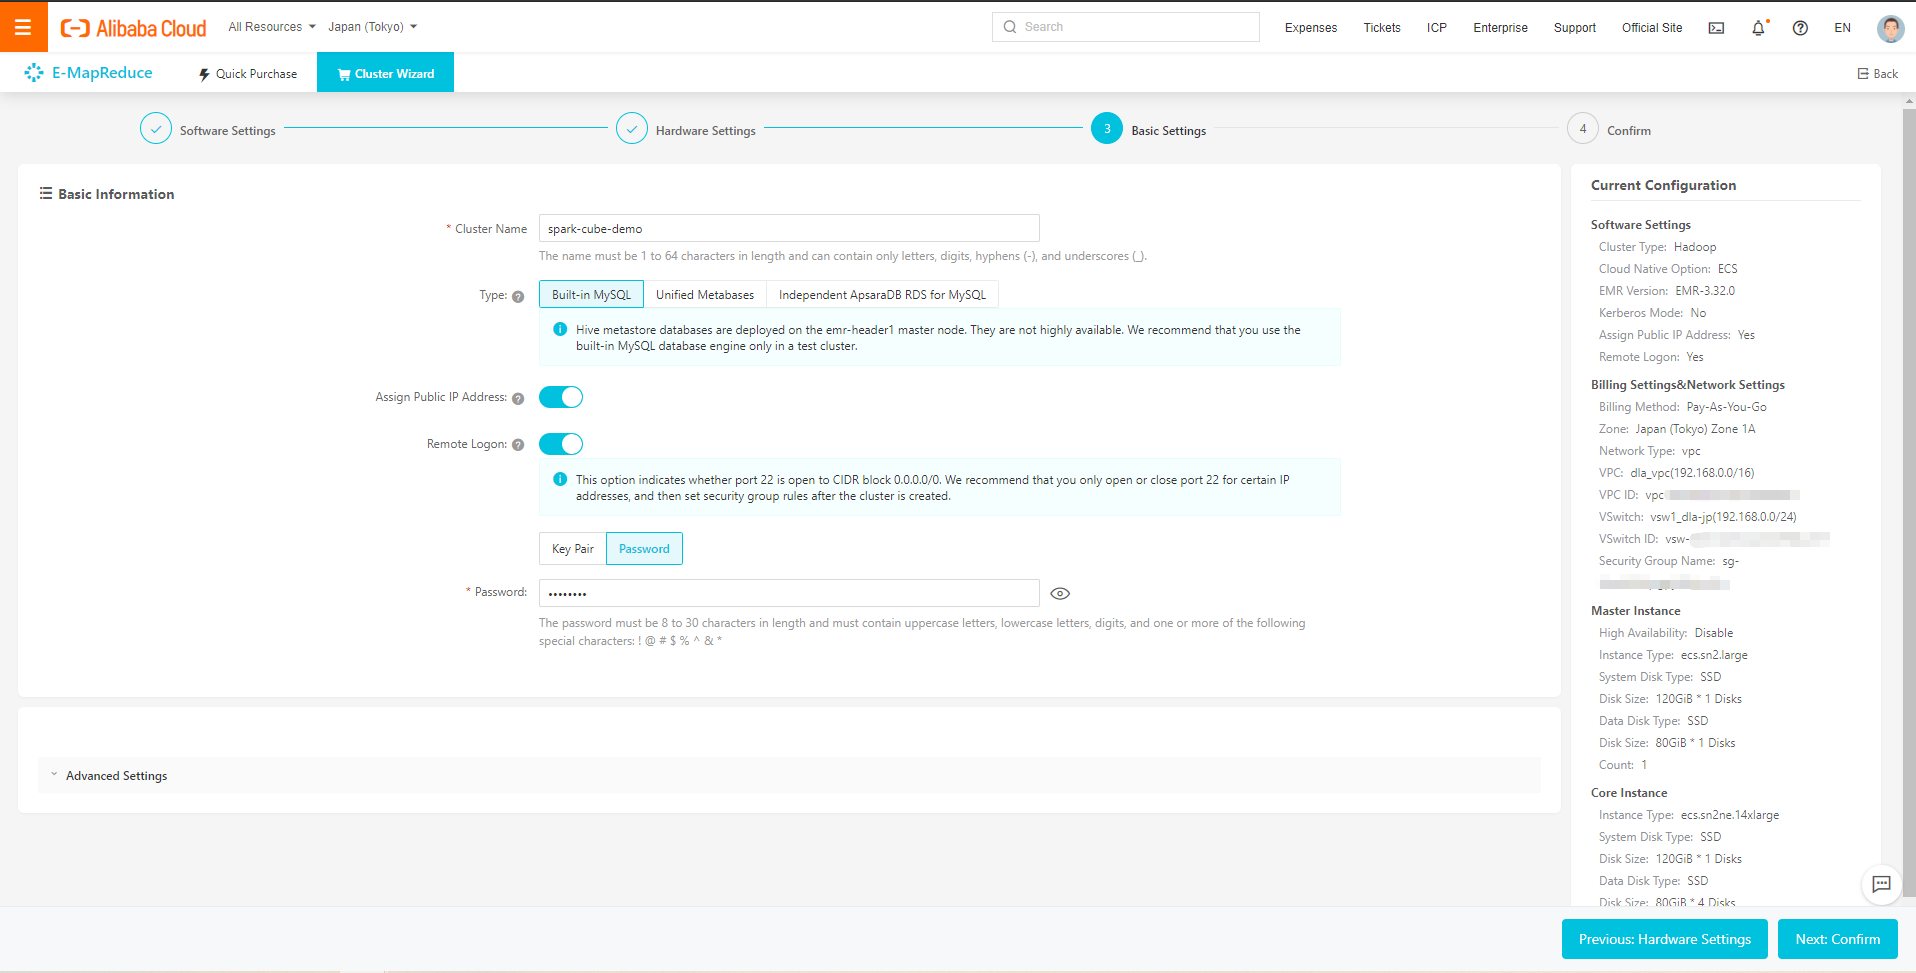 Alibaba Cloud
All Resources
Japan (Tokyo)
Search
Expenses
Tickets
ICP
Enterprise
Support
Official Site
EN
E-MapReduce
Quick Purchase
Cluster Wizard
Back
Software Settings
Hardware Settings
3
Basic Settings
4
Confirm
Basic Information
* Cluster Name
spark-cube-demo
The name must be 1 to 64 characters in length and can contain only letters, digits, hyphens (-), and underscores (_).
Type:
Built-in MySQL
Unified Metabases
Independent ApsaraDB RDS for MySQL
Hive metastore databases are deployed on the emr-header1 master node. They are not highly available. We recommend that you use the
built-in MySQL database engine only in a test cluster.
Assign Public IP Address:
Remote Logon:
This option indicates whether port 22 is open to CIDR block 0.0.0.0/0. We recommend that you only open or close port 22 for certain IP
addresses, and then set security group rules after the cluster is created.
Key Pair
Password
* Password:
••••••••
The password must be 8 to 30 characters in length and must contain uppercase letters, lowercase letters, digits, and one or more of the following
special characters: ! @ # $ % ^ & *
Advanced Settings
Current Configuration
Software Settings
Cluster Type: Hadoop
Cloud Native Option: ECS
EMR Version: EMR-3.32.0
Kerberos Mode: No
Assign Public IP Address: Yes
Remote Logon: Yes
Billing Settings&Network Settings
Billing Method: Pay-As-You-Go
Zone: Japan (Tokyo) Zone 1A
Network Type: vpc
VPC: dla_vpc(192.168.0.0/16)
VPC ID: vpc
VSwitch: vsw1_dla-jp(192.168.0.0/24)
VSwitch ID: vsw-
Security Group Name: sg-
Master Instance
High Availability: Disable
Instance Type: ecs.sn2.large
System Disk Type: SSD
Disk Size: 120GiB * 1 Disks
Data Disk Type: SSD
Disk Size: 80GiB * 1 Disks
Count: 1
Core Instance
Instance Type: ecs.sn2ne.14xlarge
System Disk Type: SSD
Disk Size: 120GiB * 1 Disks
Data Disk Type: SSD
Disk Size: 80GiB * 4 Disks
Previous: Hardware Settings
Next: Confirm